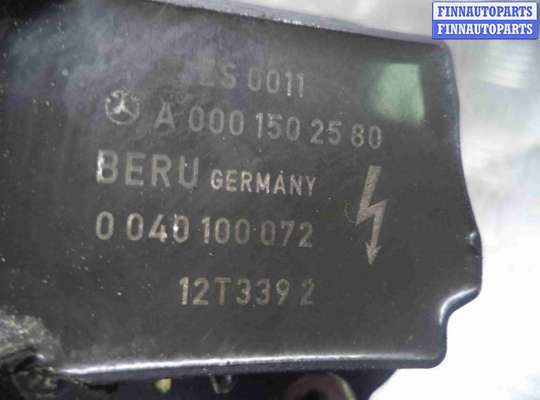 FINNAUTOPARTS
FINNAUTOPARTS
ZS 0011
A 000 150 25 80
BERU GERMANY
0 040 100 072
12T339 2